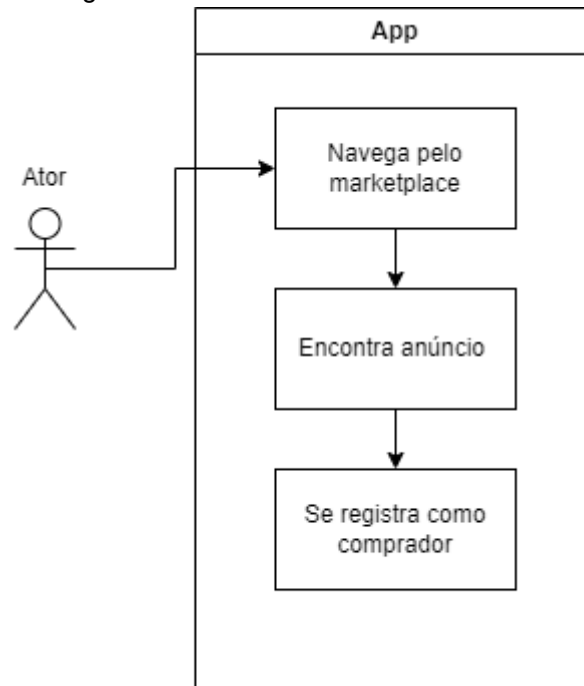 App
Ator
Navega pelo
marketplace
Encontra anúncio
Se registra como
comprador